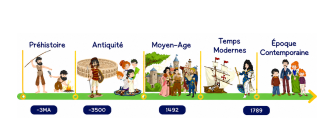 Préhistoire
Antiquité
Moyen-Age
Temps
Modernes
Époque
Contemporaine
-3MA
-3500
1492
1789